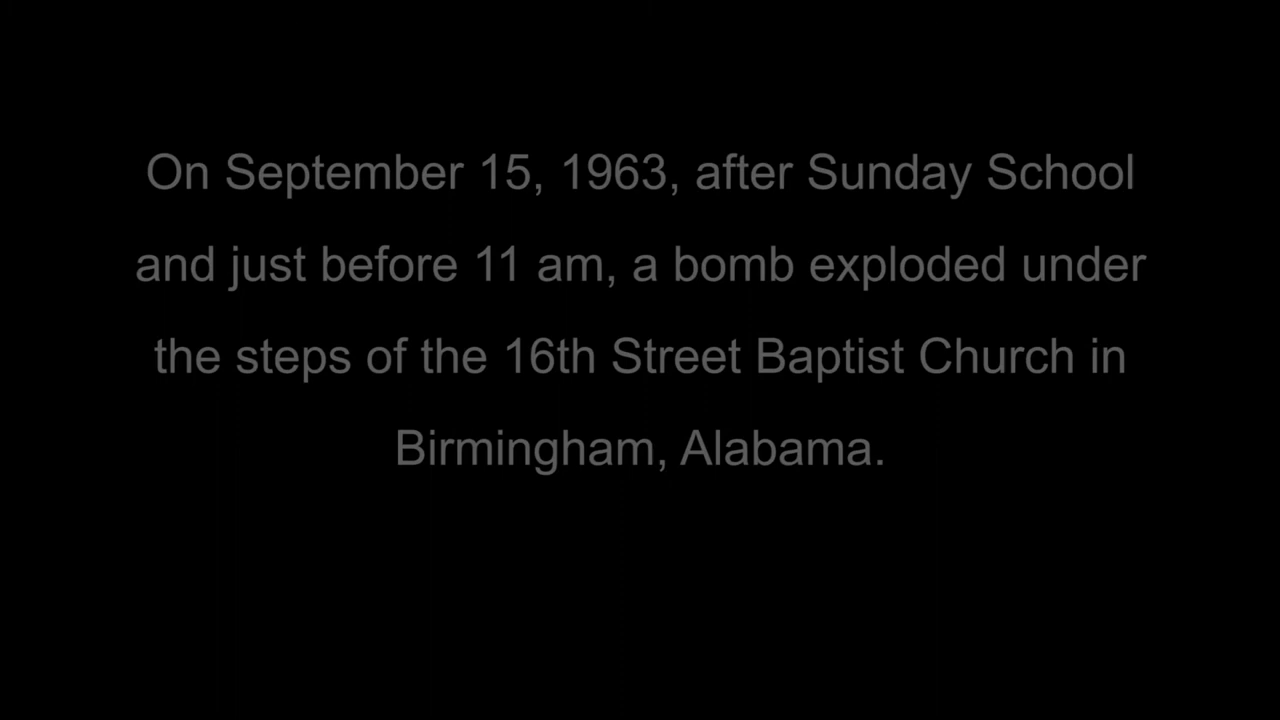 On September 15, 1963, after Sunday School
and just before 11 am, a bomb exploded under
the steps of the 16th Street Baptist Church in
Birmingham, Alabama.